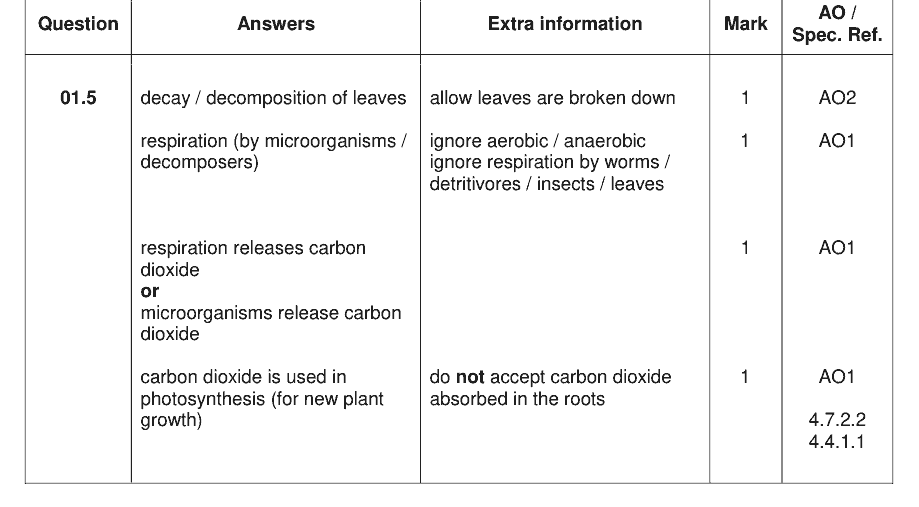 Question Answers Extra information Mark AO /
Spec. Ref.
01.5 decay / decomposition of leaves allow leaves are broken down 1 AO2
respiration (by microorganisms / ignore aerobic / anaerobic 1 AO1
decomposers) ignore respiration by worms /
detritivores / insects / leaves
respiration releases carbon 1 AO1
dioxide
or
microorganisms release carbon
dioxide
carbon dioxide is used in do not accept carbon dioxide 1 AO1
photosynthesis (for new plant absorbed in the roots
growth) 4.7.2.2
4.4.1.1